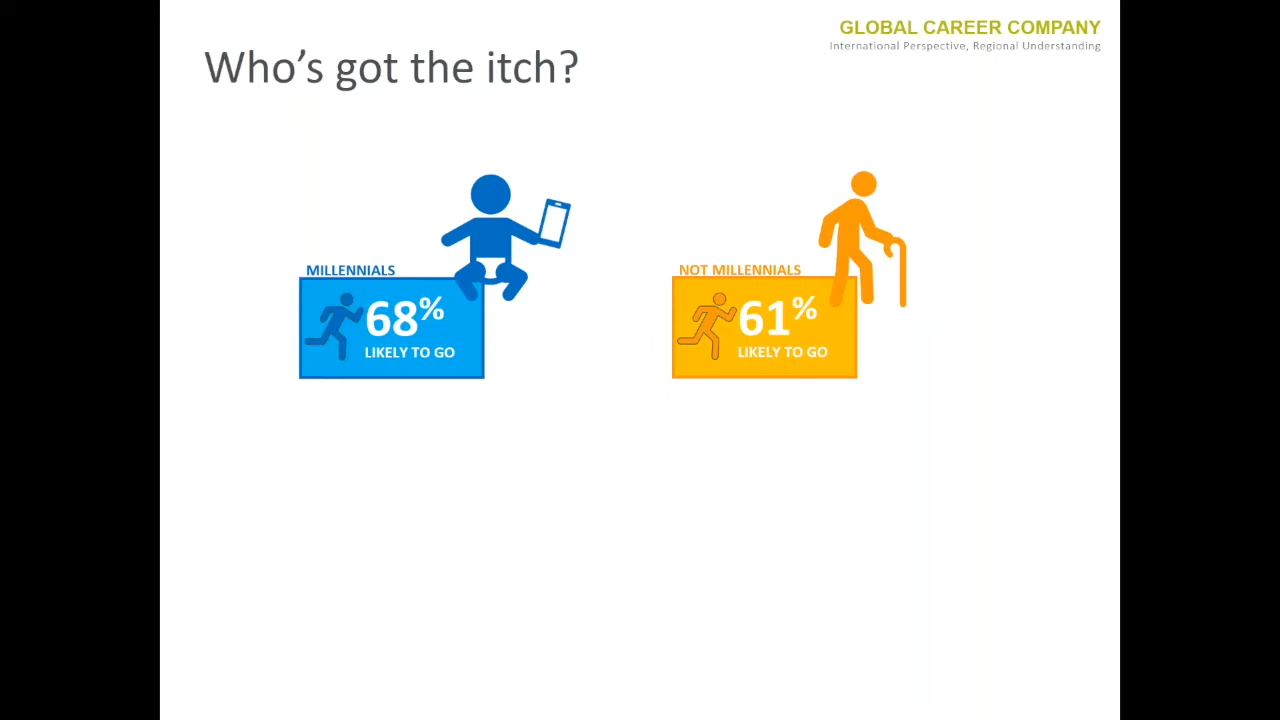 GLOBAL CAREER COMPANY
International Perspective, Regional Understanding
Who’s got the itch?
MILLENNIALS
68%
LIKELY TO GO
NOT MILLENNIALS
61%
LIKELY TO GO